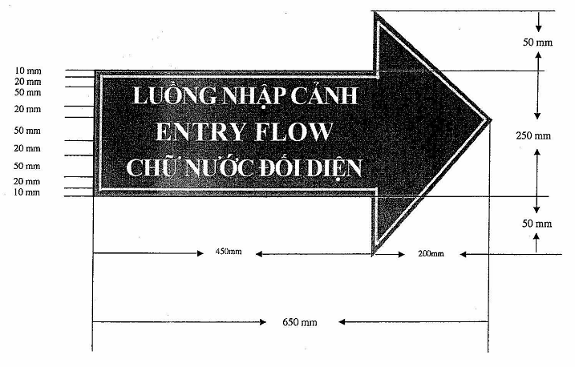 10 mm
20 mm
50 mm
20 mm
50 mm
20 mm
50 mm
20 mm
10 mm
LUỒNG NHẬP CẢNH
ENTRY FLOW
CHỮ NƯỚC ĐỐI DIỆN
50 mm
250 mm
50 mm
450mm
200mm
650 mm